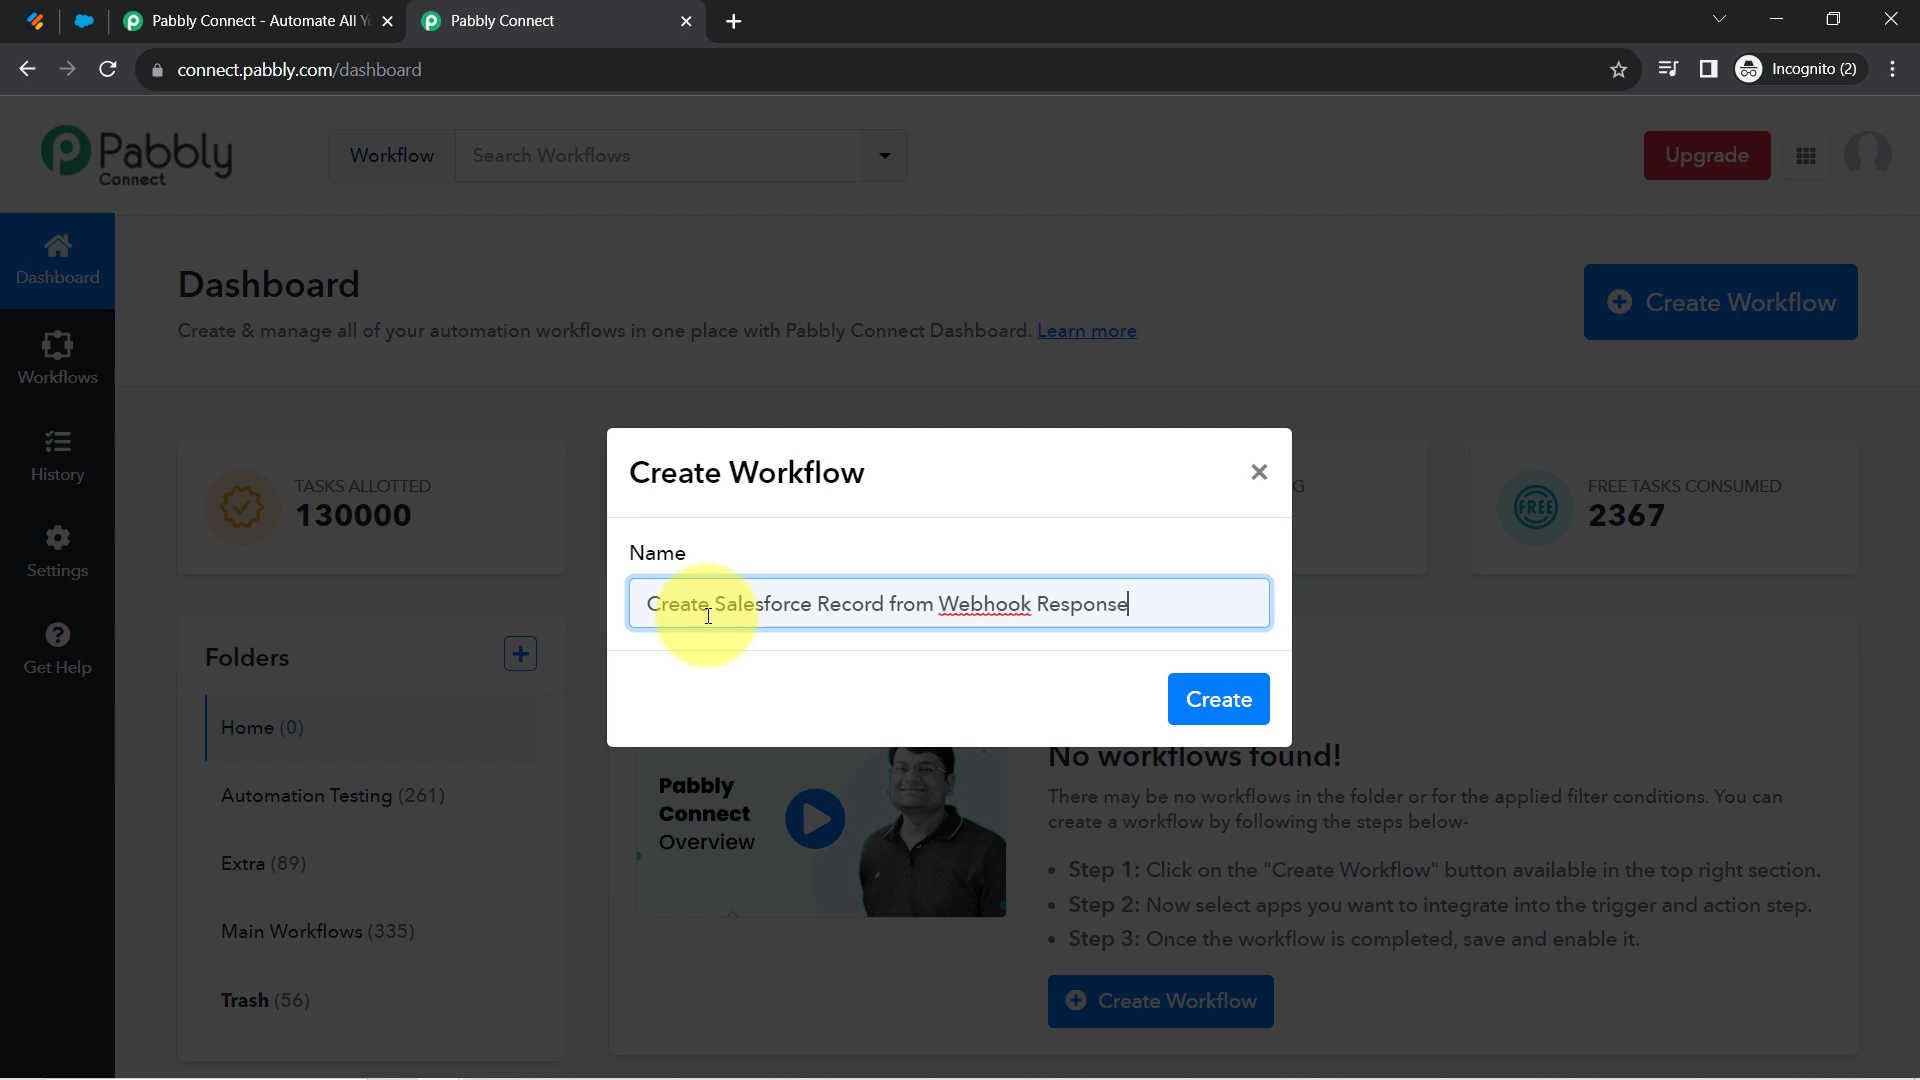 Pabbly Connect - Automate All Y
Pabbly Connect
connect.pabbly.com/dashboard
Incognito (2)
Pabbly
Connect
Workflow
Search Workflows
Upgrade
Dashboard
Workflows
History
Settings
Get Help
Dashboard
Create & manage all of your automation workflows in one place with Pabbly Connect Dashboard. Learn more
Create Workflow
TASKS ALLOTTED
130000
G
FREE TASKS CONSUMED
2367
FREE
Create Workflow
Name
Create Salesforce Record from Webhook Response
Create
Folders
Home (0)
Automation Testing (261)
Extra (89)
Main Workflows (335)
Trash (56)
Pabbly
Connect
Overview
No workflows found!
There may be no workflows in the folder or for the applied filter conditions. You can
create a workflow by following the steps below-
• Step 1: Click on the "Create Workflow" button available in the top right section.
• Step 2: Now select apps you want to integrate into the trigger and action step.
• Step 3: Once the workflow is completed, save and enable it.
Create Workflow